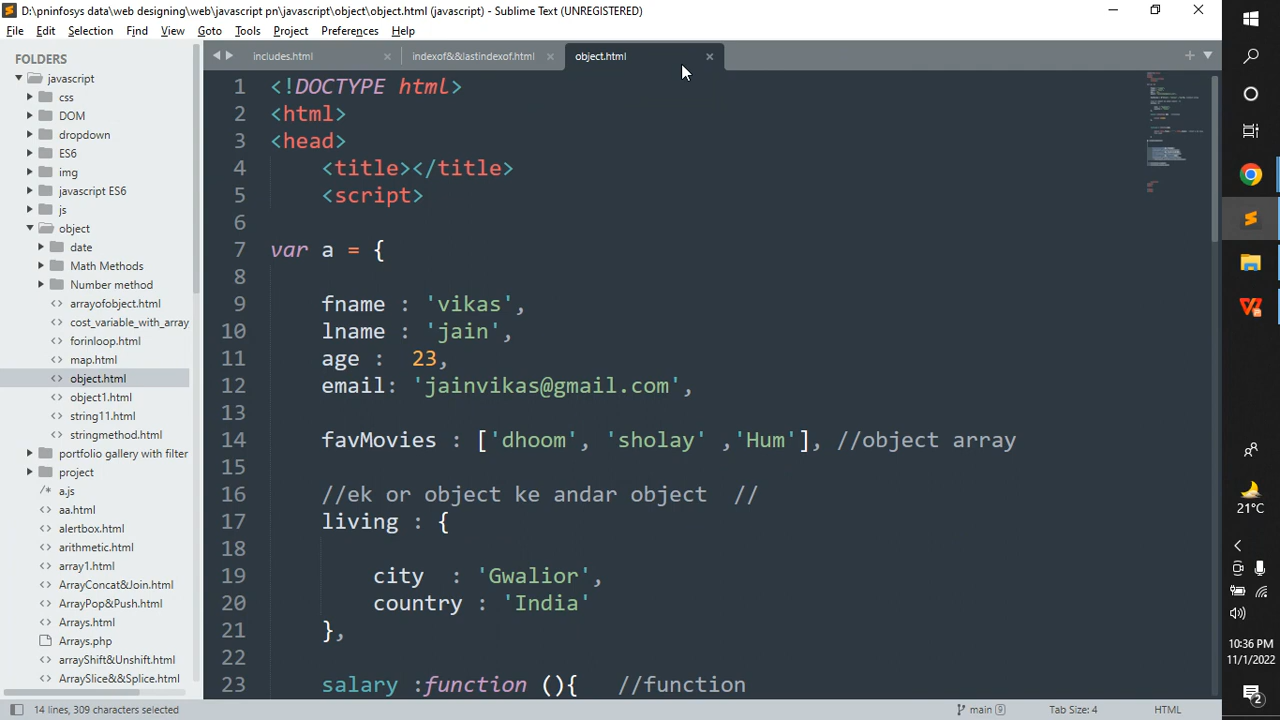 D:\pninfosys data\web designing\web\javascript pn\javascript\object\object.html (javascript) - Sublime Text (UNREGISTERED)
File Edit Selection Find View Goto Tools Project Preferences Help
FOLDERS
javascript
css
DOM
dropdown
ES6
img
javascript ES6
js
object
date
Math Methods
Number method
arrayofobject.html
cost_variable_with_array
forinloop.html
map.html
object.html
object1.html
string11.html
stringmethod.html
portfolio gallery with filter
project
a.js
aa.html
alertbox.html
arithmetic.html
array1.html
ArrayConcat&Join.html
ArrayPop&Push.html
Arrays.html
Arrays.php
arrayShift&Unshift.html
ArraySlice&&Splice.html
includes.html indexof&&lastindexof.html object.html
1 <!DOCTYPE html>
2 <html>
3 <head>
4 <title></title>
5 <script>
6
7 var a = {
8
9 fname : 'vikas',
10 lname : 'jain',
11 age : 23,
12 email: 'jainvikas@gmail.com',
13
14 favMovies : ['dhoom', 'sholay' ,'Hum'], //object array
15
16 //ek or object ke andar object //
17 living : {
18
19 city : 'Gwalior',
20 country : 'India'
21 },
22
23 salary :function (){ //function
14 lines, 309 characters selected
main 9
Tab Size: 4
HTML
21°C
10:36 PM
11/1/2022
2